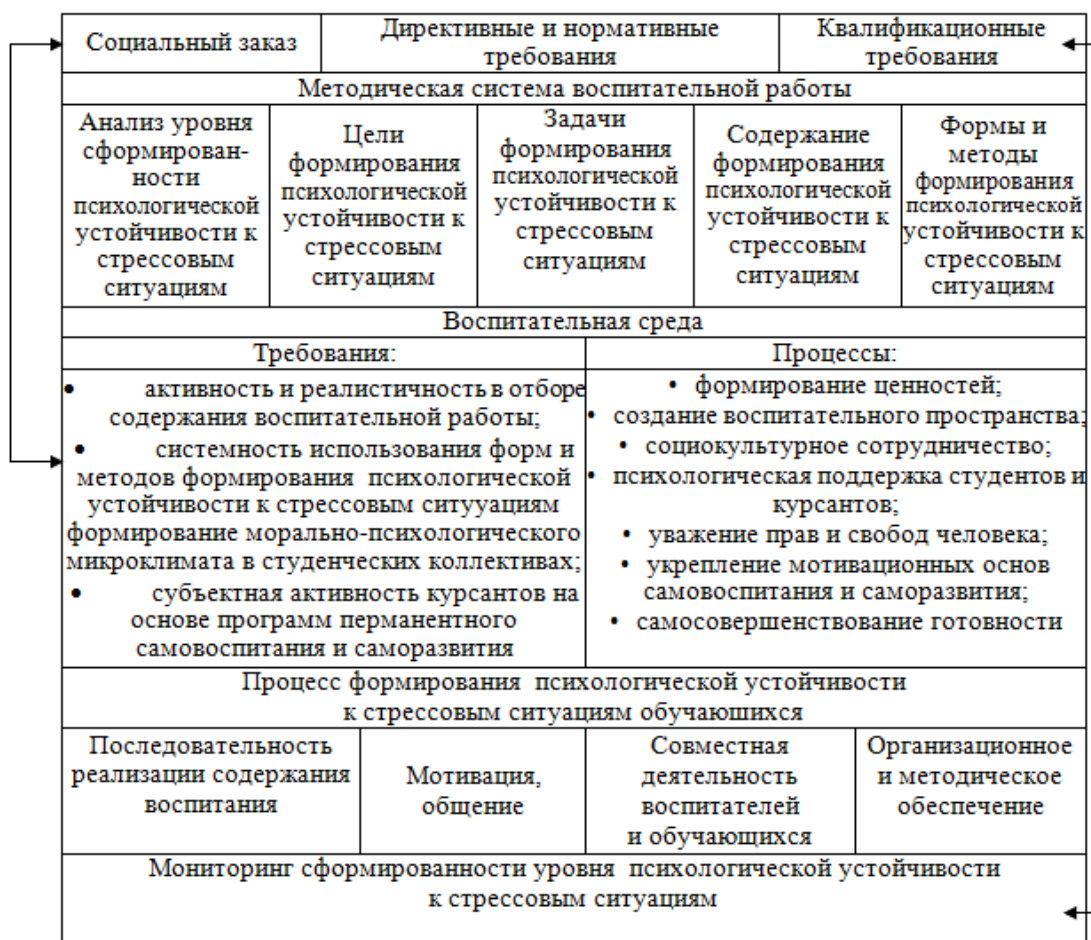 Социальный заказ
Директивные и нормативные
требования
Квалификационные
требования
Методическая система воспитательной работы
Анализ уровня
сформирован-
ности
психологической
устойчивости к
стрессовым
ситуациям
Цели
формирования
психологической
устойчивости к
стрессовым
ситуациям
Задачи
формирования
психологической
устойчивости к
стрессовым
ситуациям
Содержание
формирования
психологической
устойчивости к
стрессовым
ситуациям
Формы и
методы
формирования
психологической
устойчивости к
стрессовым
ситуациям
Воспитательная среда
Требования:
• активность и реалистичность в отборе
содержания воспитательной работы;
• системность использования форм и
методов формирования психологической
устойчивости к стрессовым ситууациям
формирование морально-психологического
микроклимата в студенческих коллективах;
• субъектная активность курсантов на
основе программ перманентного
самовоспитания и саморазвития
Процессы:
• формирование ценностей;
• создание воспитательного пространства;
• социокультурное сотрудничество;
• психологическая поддержка студентов и
курсантов;
• уважение прав и свобод человека;
• укрепление мотивационных основ
самовоспитания и саморазвития;
• самосовершенствование готовности
Процесс формирования психологической устойчивости
к стрессовым ситуациям обучаюшихся
Последовательность
реализации содержания
воспитания
Мотивация,
общение
Совместная
деятельность
воспитателей
и обучающихся
Организационное
и методическое
обеспечение
Мониторинг сформированности уровня психологической устойчивости
к стрессовым ситуациям